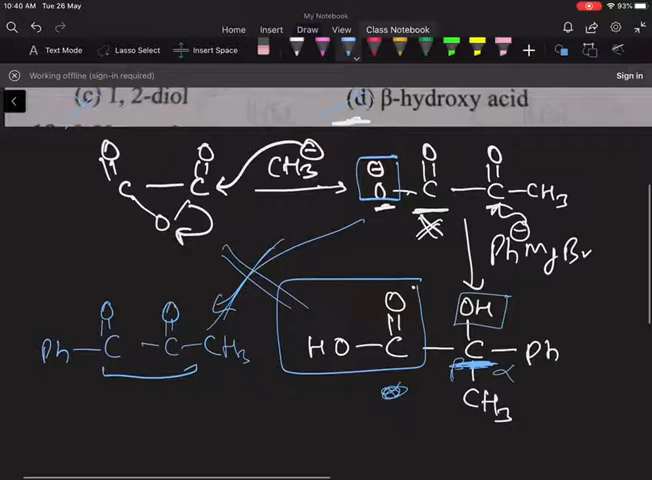 10:40 AM Tue 26 May
93%
My Notebook
Home Insert Draw View Class Notebook
A Text Mode Lasso Select Insert Space
Working offline (sign-in required) Sign in
(c) 1, 2-diol (d) β-hydroxy acid
O O CH3 ⊖ ⊖ O O
C — C O — C — C — CH3
O ⊖
PhMgBr
O O O OH
Ph — C — C — CH3 HO — C — C — Ph
β α
CH3